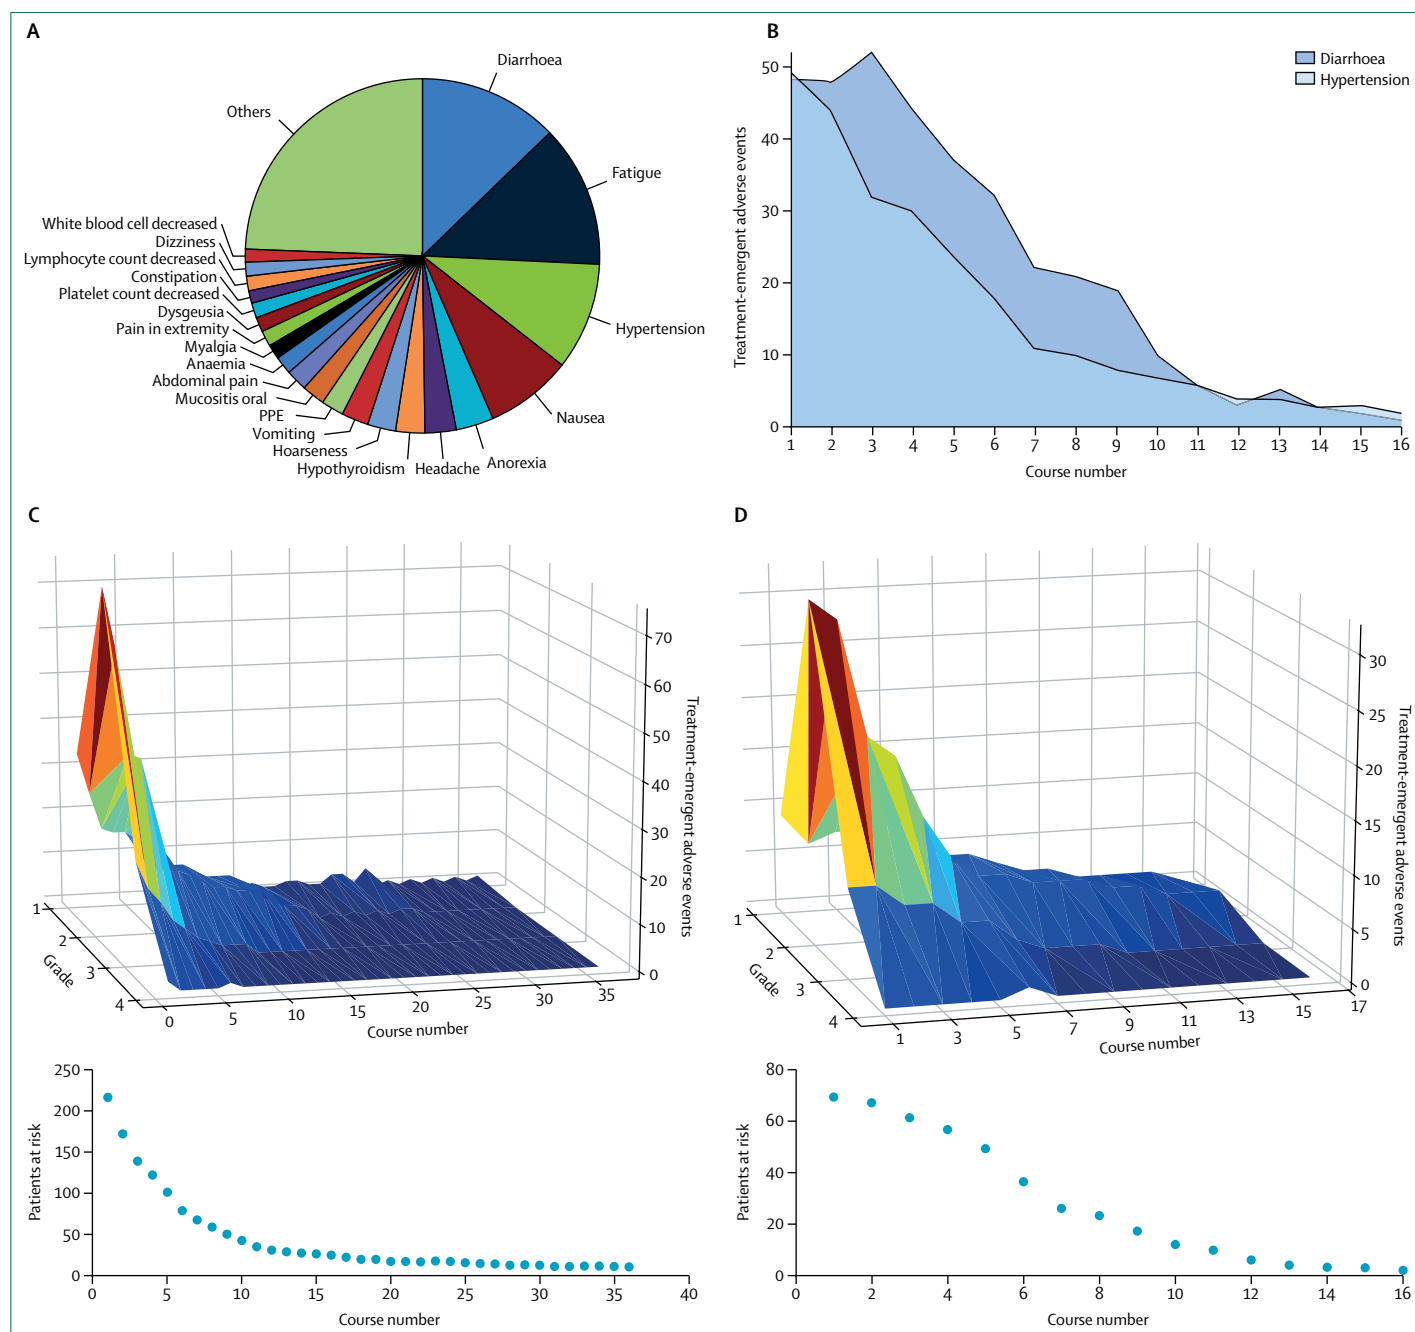 A
Diarrhoea
Others
Fatigue
White blood cell decreased
Dizziness
Lymphocyte count decreased
Constipation
Platelet count decreased
Dysgeusia
Pain in extremity
Myalgia
Anaemia
Abdominal pain
Mucositis oral
PPE
Vomiting
Hoarseness
Hypothyroidism
Headache
Anorexia
Nausea
Hypertension
B
Diarrhoea
Hypertension
Treatment-emergent adverse events
50
40
30
20
10
0
1 2 3 4 5 6 7 8 9 10 11 12 13 14 15 16
Course number
C
70
60
50
40
30
20
10
0
Treatment-emergent adverse events
1
2
3
4
Grade
0 5 10 15 20 25 30 35
Course number
Patients at risk
250
200
150
100
50
0
0 5 10 15 20 25 30 35 40
Course number
D
30
25
20
15
10
5
0
Treatment-emergent adverse events
1
2
3
4
Grade
1 3 5 7 9 11 13 15 17
Course number
Patients at risk
80
60
40
20
0
0 2 4 6 8 10 12 14 16
Course number